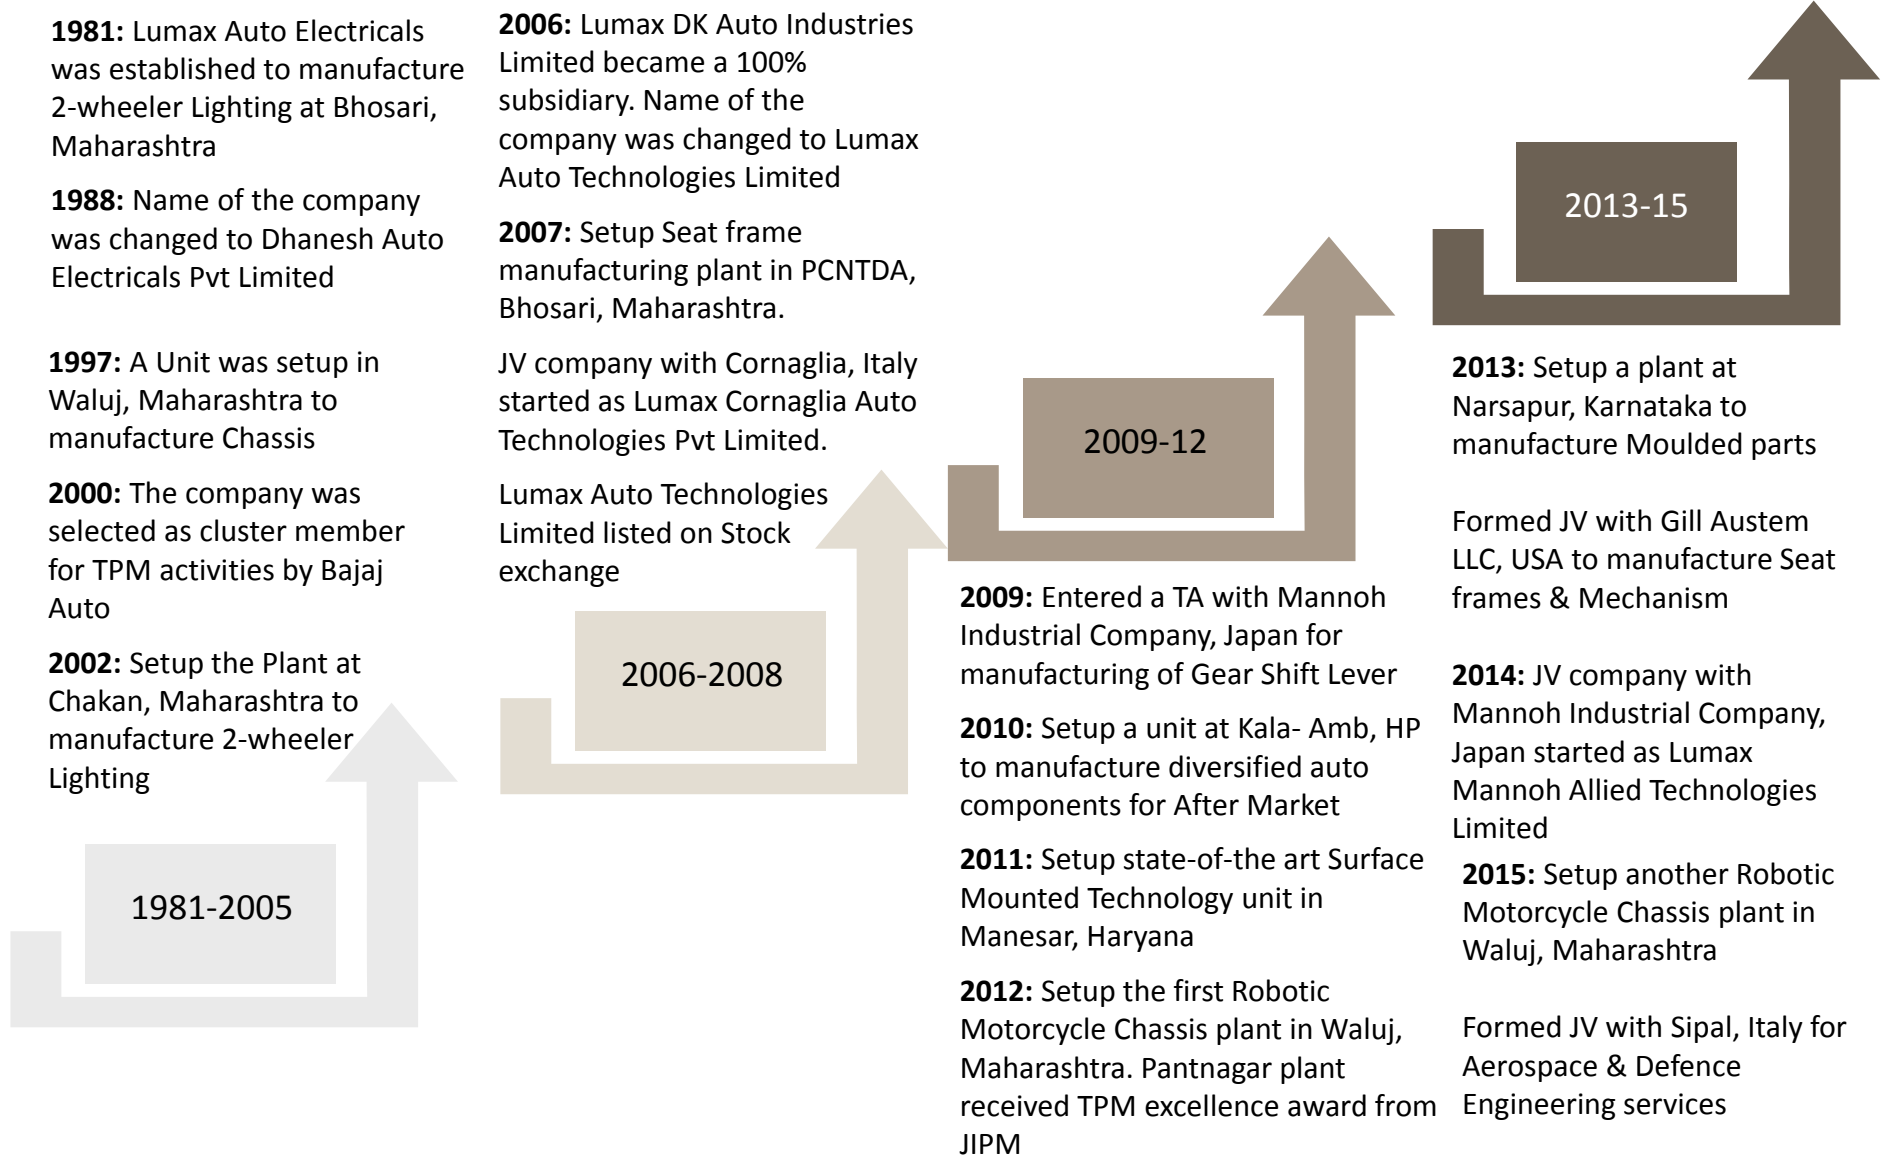 1981: Lumax Auto Electricals
was established to manufacture
2-wheeler Lighting at Bhosari,
Maharashtra
1988: Name of the company
was changed to Dhanesh Auto
Electricals Pvt Limited
1997: A Unit was setup in
Waluj, Maharashtra to
manufacture Chassis
2000: The company was
selected as cluster member
for TPM activities by Bajaj
Auto
2002: Setup the Plant at
Chakan, Maharashtra to
manufacture 2-wheeler
Lighting
1981-2005
2006: Lumax DK Auto Industries
Limited became a 100%
subsidiary. Name of the
company was changed to Lumax
Auto Technologies Limited
2007: Setup Seat frame
manufacturing plant in PCNTDA,
Bhosari, Maharashtra.
JV company with Cornaglia, Italy
started as Lumax Cornaglia Auto
Technologies Pvt Limited.
Lumax Auto Technologies
Limited listed on Stock
exchange
2006-2008
2009-12
2009: Entered a TA with Mannoh
Industrial Company, Japan for
manufacturing of Gear Shift Lever
2010: Setup a unit at Kala- Amb, HP
to manufacture diversified auto
components for After Market
2011: Setup state-of-the art Surface
Mounted Technology unit in
Manesar, Haryana
2012: Setup the first Robotic
Motorcycle Chassis plant in Waluj,
Maharashtra. Pantnagar plant
received TPM excellence award from
JIPM
2013-15
2013: Setup a plant at
Narsapur, Karnataka to
manufacture Moulded parts
Formed JV with Gill Austem
LLC, USA to manufacture Seat
frames & Mechanism
2014: JV company with
Mannoh Industrial Company,
Japan started as Lumax
Mannoh Allied Technologies
Limited
2015: Setup another Robotic
Motorcycle Chassis plant in
Waluj, Maharashtra
Formed JV with Sipal, Italy for
Aerospace & Defence
Engineering services